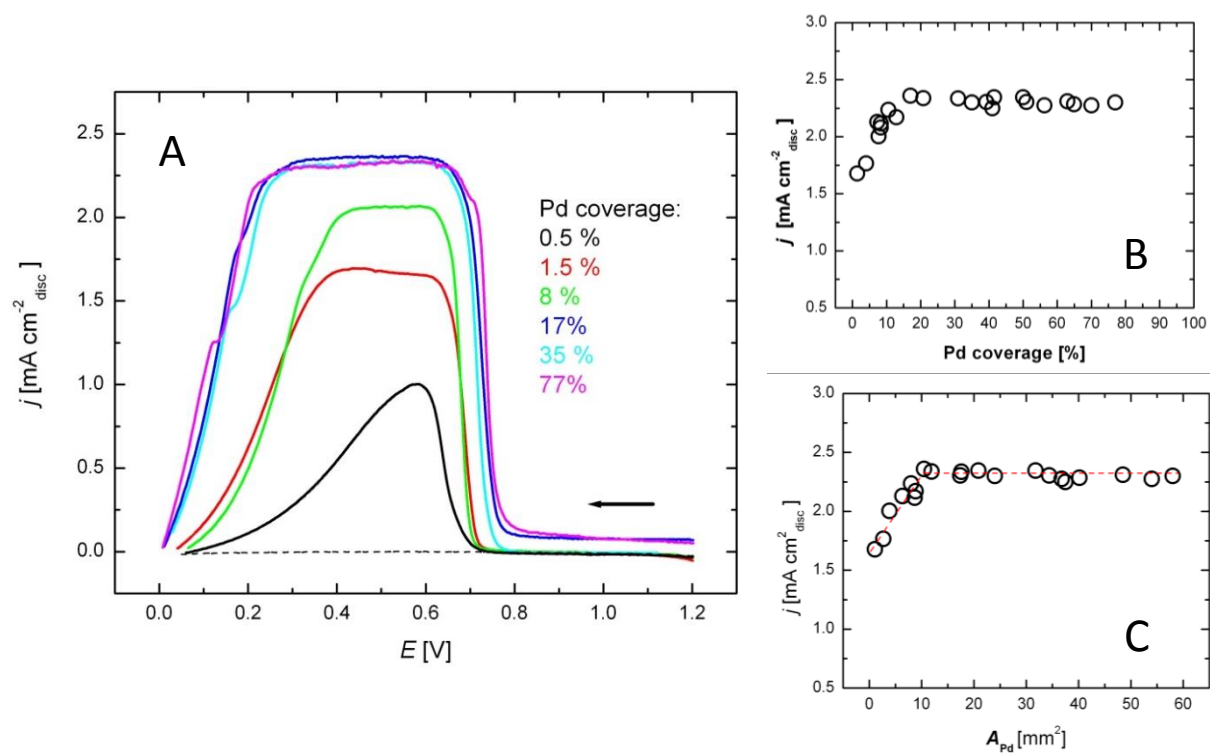 A
j [mA cm-2disc]
2.5
2.0
1.5
1.0
0.5
0.0
0.0
0.2
0.4
0.6
0.8
1.0
1.2
E [V]
Pd coverage:
0.5 %
1.5 %
8 %
17%
35 %
77%
B
j [mA cm-2disc]
3.0
2.5
2.0
1.5
1.0
0.5
0 10 20 30 40 50 60 70 80 90 100
Pd coverage [%]
C
j [mA cm2disc]
3.0
2.5
2.0
1.5
1.0
0.5
0 10 20 30 40 50 60
APd [mm2]